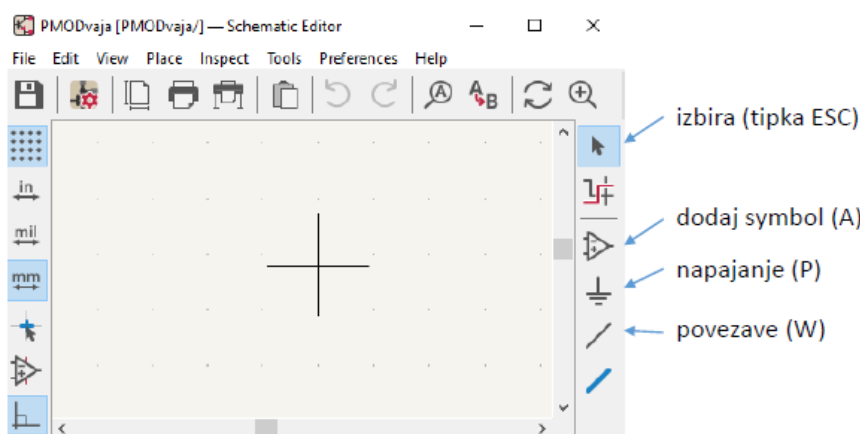 PMODvaja [PMODvaja/] — Schematic Editor
File Edit View Place Inspect Tools Preferences Help
A
A
B
in
mil
mm
izbira (tipka ESC)
dodaj symbol (A)
napajanje (P)
povezave (W)